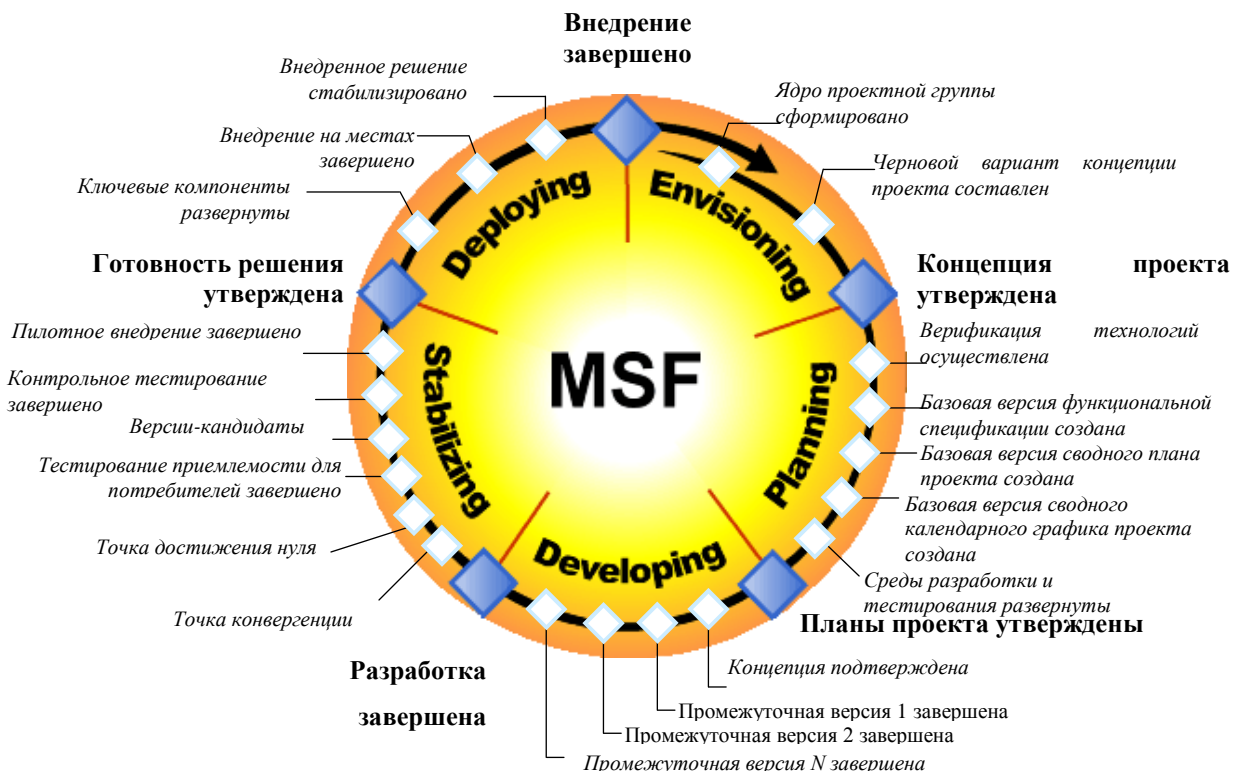 Внедрение
завершено
Внедренное решение
стабилизировано
Ядро проектной группы
сформировано
Внедрение на местах
завершено
Черновой вариант концепции
проекта составлен
Ключевые компоненты
развернуты
Deploying
Envisioning
Готовность решения
утверждена
Концепция проекта
утверждена
Пилотное внедрение завершено
Верификация технологий
осуществлена
Контрольное тестирование
завершено
MSF
Базовая версия функциональной
спецификации создана
Версии-кандидаты
Stabilizing
Planning
Базовая версия сводного плана
проекта создана
Тестирование приемлемости для
потребителей завершено
Базовая версия сводного
календарного графика проекта
создана
Точка достижения нуля
Developing
Среды разработки и
тестирования развернуты
Точка конвергенции
Планы проекта утверждены
Разработка
завершена
Концепция подтверждена
Промежуточная версия 1 завершена
Промежуточная версия 2 завершена
Промежуточная версия N завершена